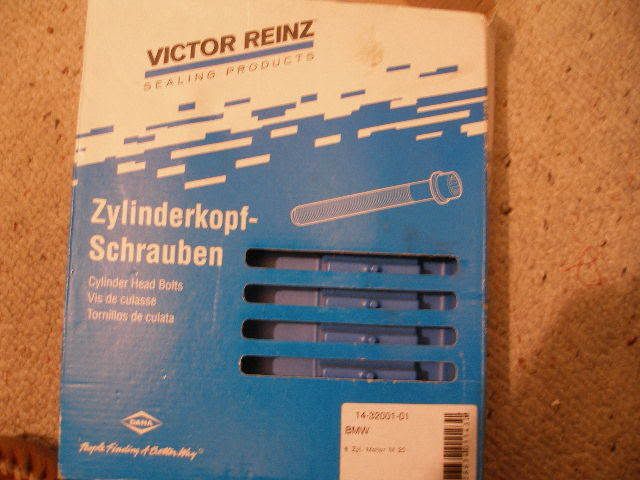 VICTOR REINZ
SEALING PRODUCTS
Zylinderkopf-
Schrauben
Cylinder Head Bolts
Vis de culasse
Tornillos de culata
DANA
People Finding A Better Way
14-32001-01
BMW